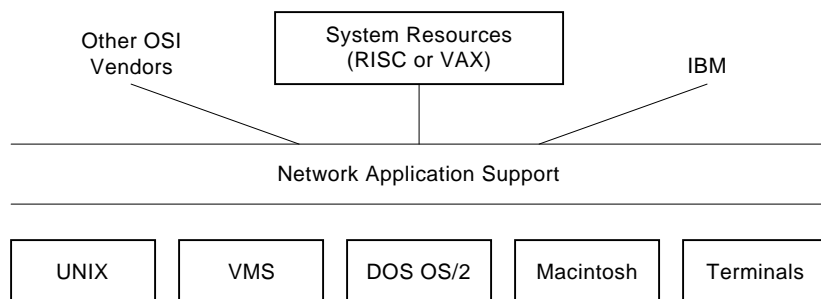 Other OSI
Vendors
System Resources
(RISC or VAX)
IBM
Network Application Support
UNIX
VMS
DOS OS/2
Macintosh
Terminals